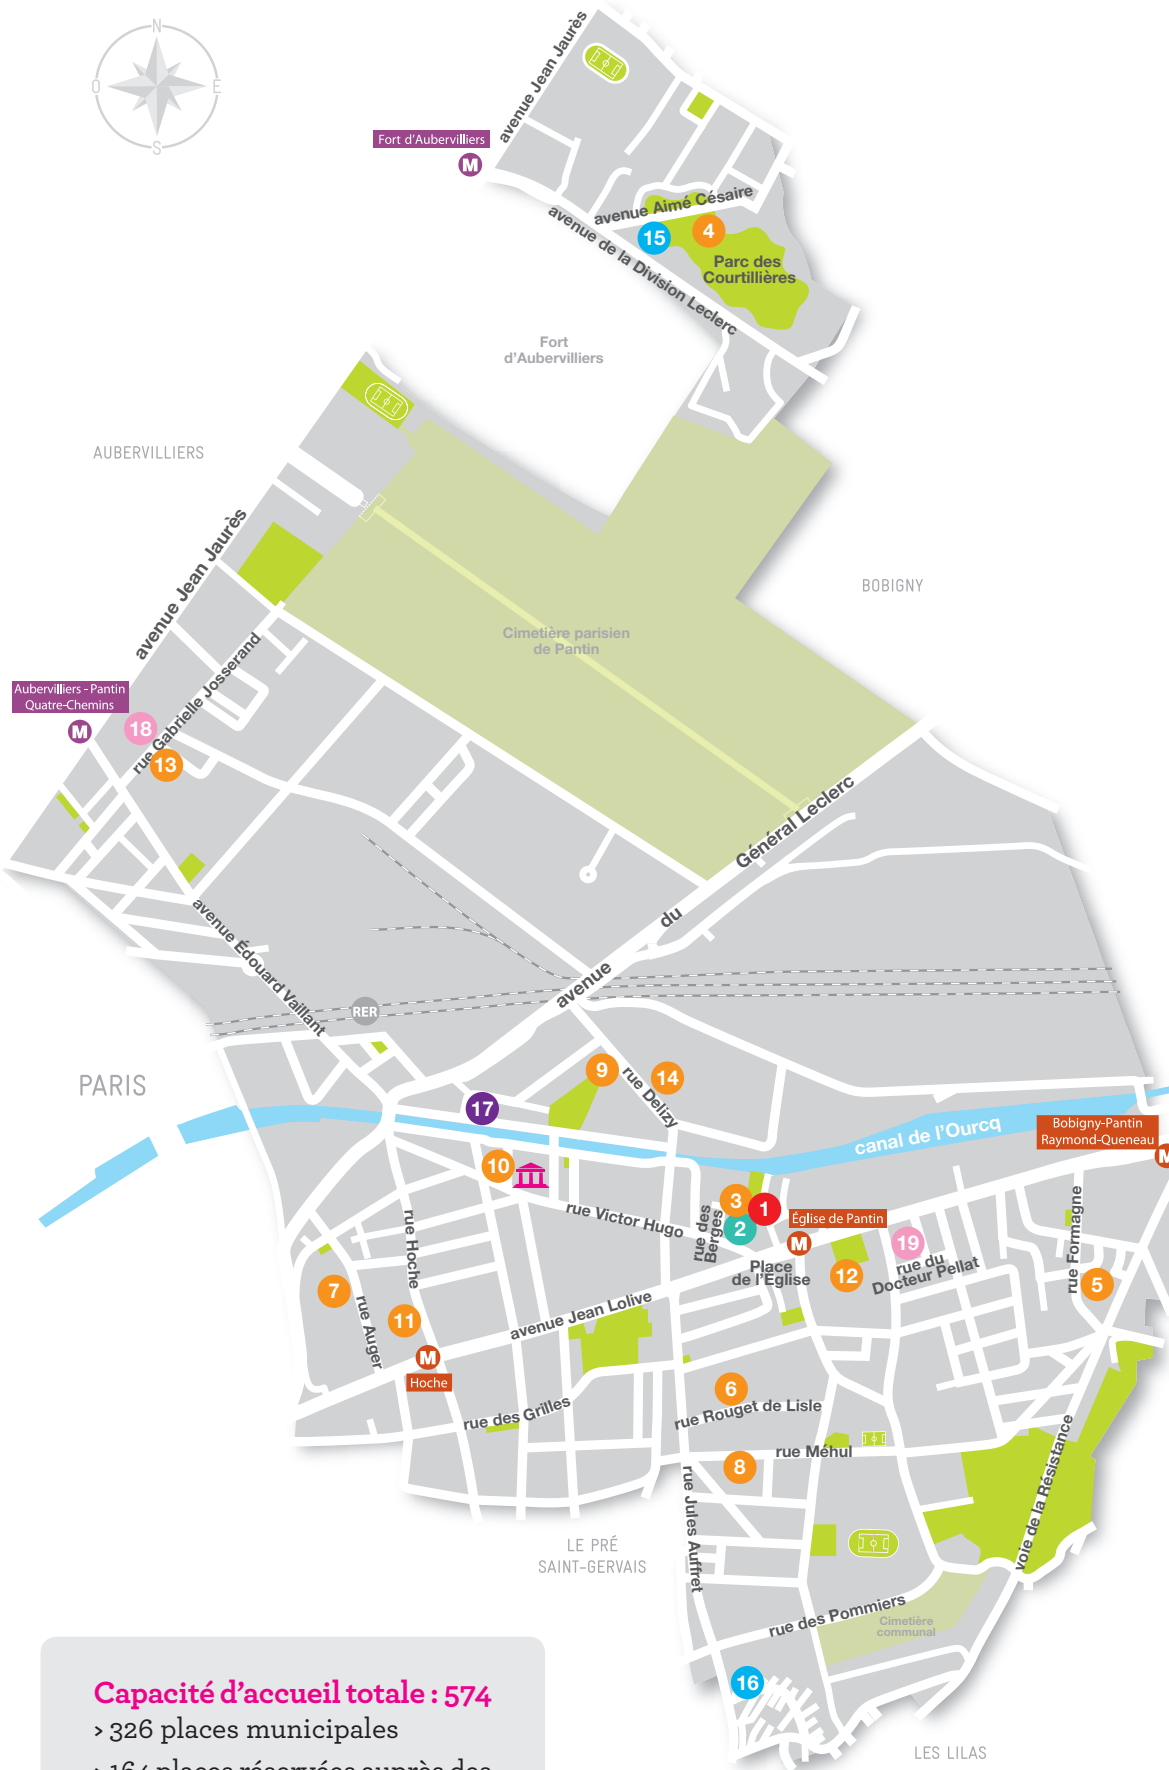 N
O
E
S
avenue Jean Jaurès
Fort d'Aubervilliers
M
avenue Aimé Césaire
15
4
avenue de la Division Leclerc
Parc des
Courtillières
Fort
d'Aubervilliers
AUBERVILLIERS
avenue Jean Jaurès
BOBIGNY
Cimetière parisien
de Pantin
Aubervilliers - Pantin
Quatre-Chemins
M
18
rue Gabrielle Josserand
13
avenue du Général Leclerc
avenue Édouard Vaillant
RER
PARIS
9
14
rue Delizy
17
canal de l'Ourcq
Bobigny-Pantin
Raymond-Queneau
M
10
rue Victor Hugo
rue des
Berges
3
1
2
Église de Pantin
M
Place
de l'Eglise
19
rue du
Docteur Pellat
12
rue Formagne
5
rue Hoche
7
rue Auger
11
avenue Jean Lolive
M
Hoche
6
rue Rouget de Lisle
rue des Grilles
rue Méhul
8
rue Jules Auffret
voie de la Résistance
LE PRÉ
SAINT-GERVAIS
rue des Pommiers
Cimetière
communal
16
LES LILAS
Capacité d'accueil totale : 574
› 326 places municipales
› 164 places réservées auprès des